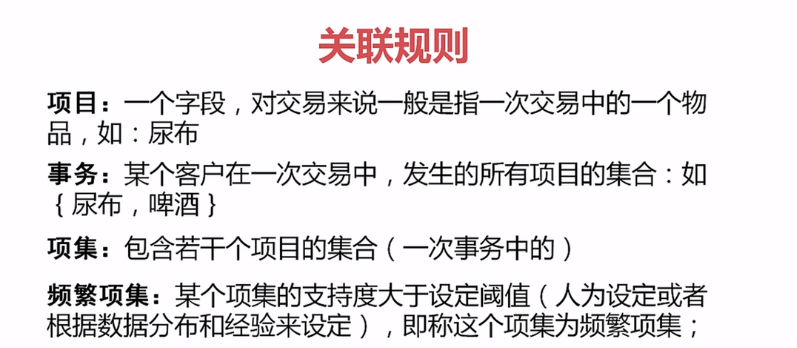 关联规则
项目：一个字段，对交易来说一般是指一次交易中的一个物
品，如：尿布
事务：某个客户在一次交易中，发生的所有项目的集合：如
{尿布，啤酒}
项集：包含若干个项目的集合（一次事务中的）
频繁项集：某个项集的支持度大于设定阈值（人为设定或者
根据数据分布和经验来设定），即称这个项集为频繁项集；